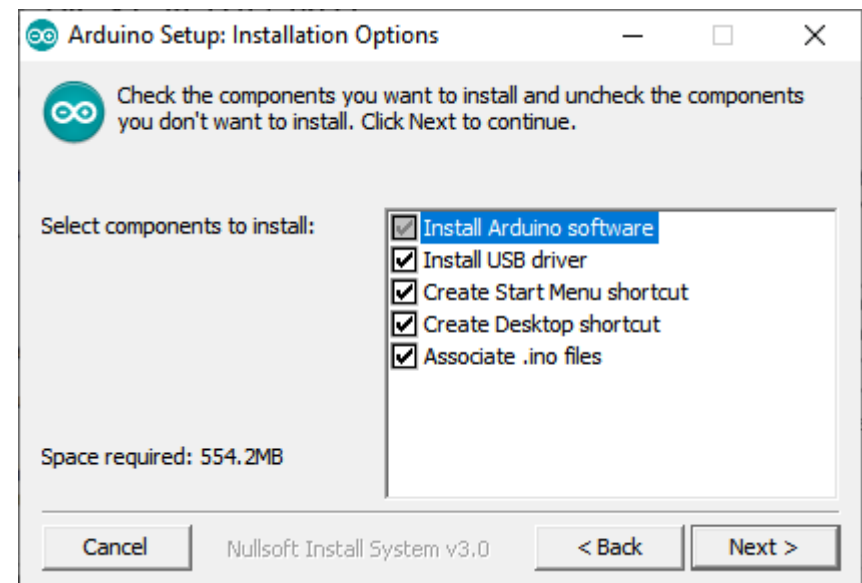 Arduino Setup: Installation Options
Check the components you want to install and uncheck the components
you don't want to install. Click Next to continue.
Select components to install:
Install Arduino software
Install USB driver
Create Start Menu shortcut
Create Desktop shortcut
Associate .ino files
Space required: 554.2MB
Cancel
Nullsoft Install System v3.0
< Back
Next >